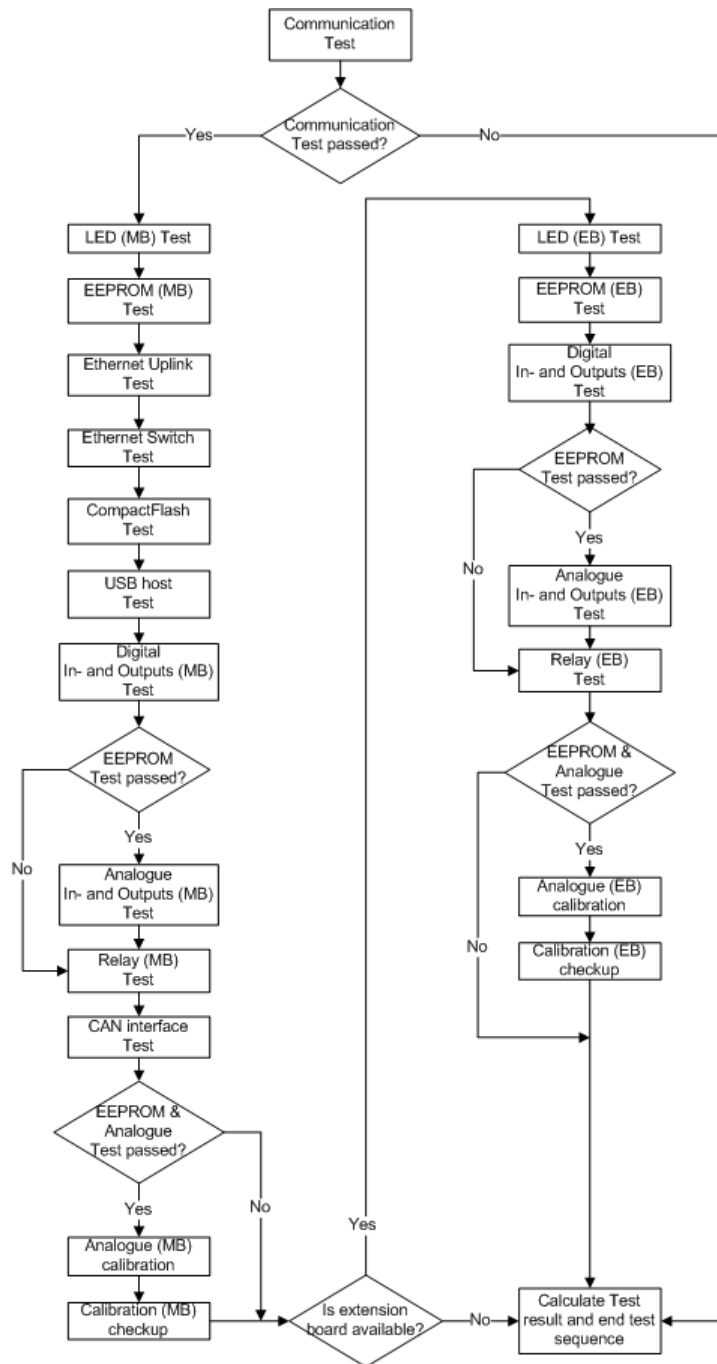 Communication
Test
Communication
Test passed?
Yes
No
LED (MB) Test
EEPROM (MB)
Test
Ethernet Uplink
Test
Ethernet Switch
Test
CompactFlash
Test
USB host
Test
Digital
In- and Outputs (MB)
Test
EEPROM
Test passed?
No
Yes
Analogue
In- and Outputs (MB)
Test
Relay (MB)
Test
CAN interface
Test
EEPROM &
Analogue
Test passed?
Yes
No
Analogue (MB)
calibration
Calibration (MB)
checkup
Is extension
board available?
Yes
No
LED (EB) Test
EEPROM (EB)
Test
Digital
In- and Outputs (EB)
Test
EEPROM
Test passed?
No
Yes
Analogue
In- and Outputs (EB)
Test
Relay (EB)
Test
EEPROM &
Analogue
Test passed?
Yes
No
Analogue (EB)
calibration
Calibration (EB)
checkup
Calculate Test
result and end test
sequence